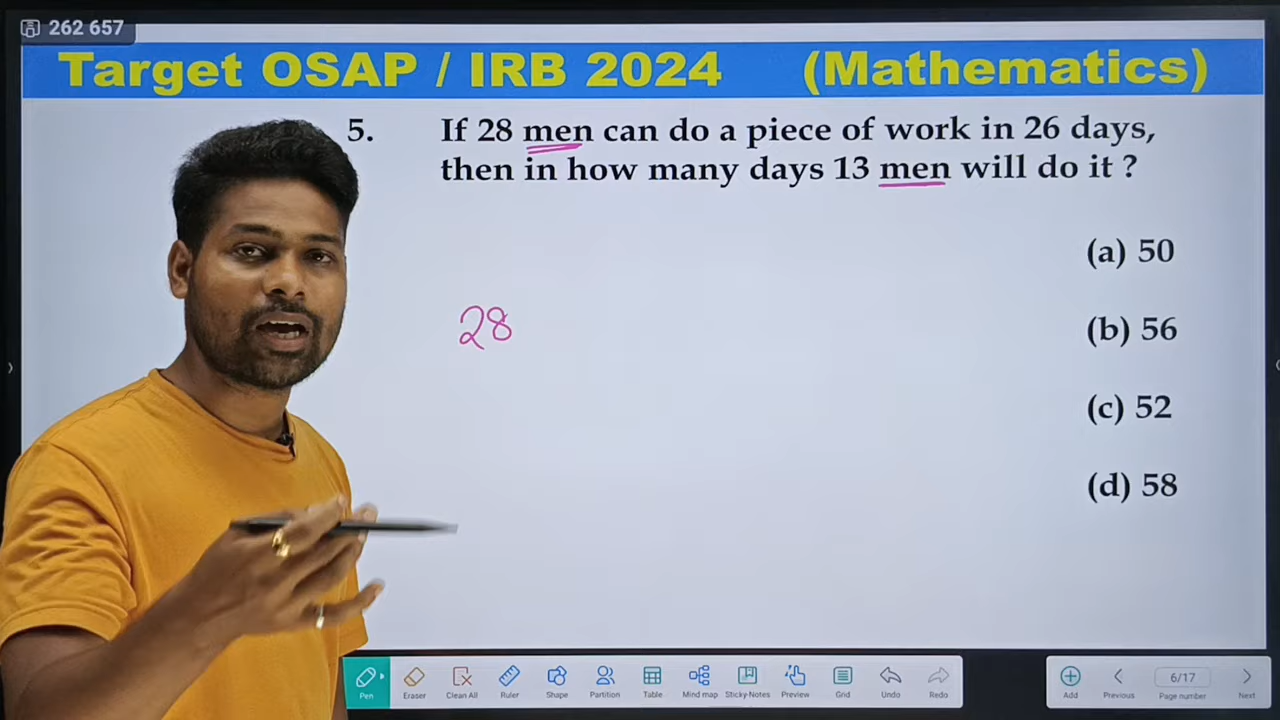 262 657
Target OSAP / IRB 2024 (Mathematics)
5. If 28 men can do a piece of work in 26 days,
then in how many days 13 men will do it ?
(a) 50
28
(b) 56
(c) 52
(d) 58
Pen Eraser Clean All Ruler Shape Partition Table Mind map Sticky-Notes Preview Grid Undo Redo Add Previous 6/17 Page number Next